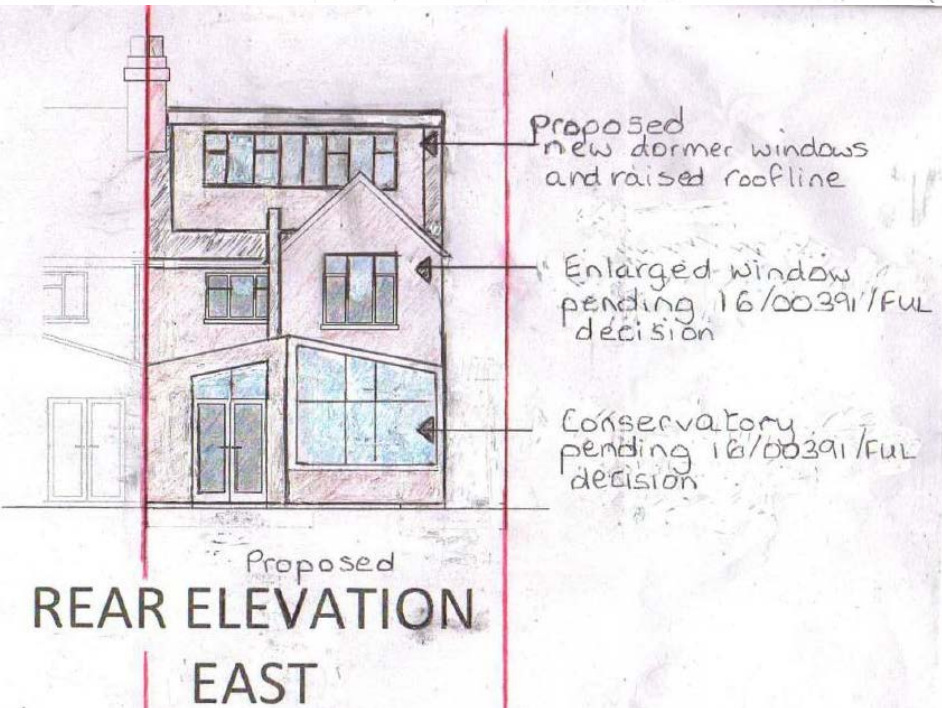 Proposed
new dormer windows
and raised roofline
Enlarged window
pending 16/00391/FUL
decision
Conservatory
pending 16/00391/FUL
decision
Proposed
REAR ELEVATION
EAST